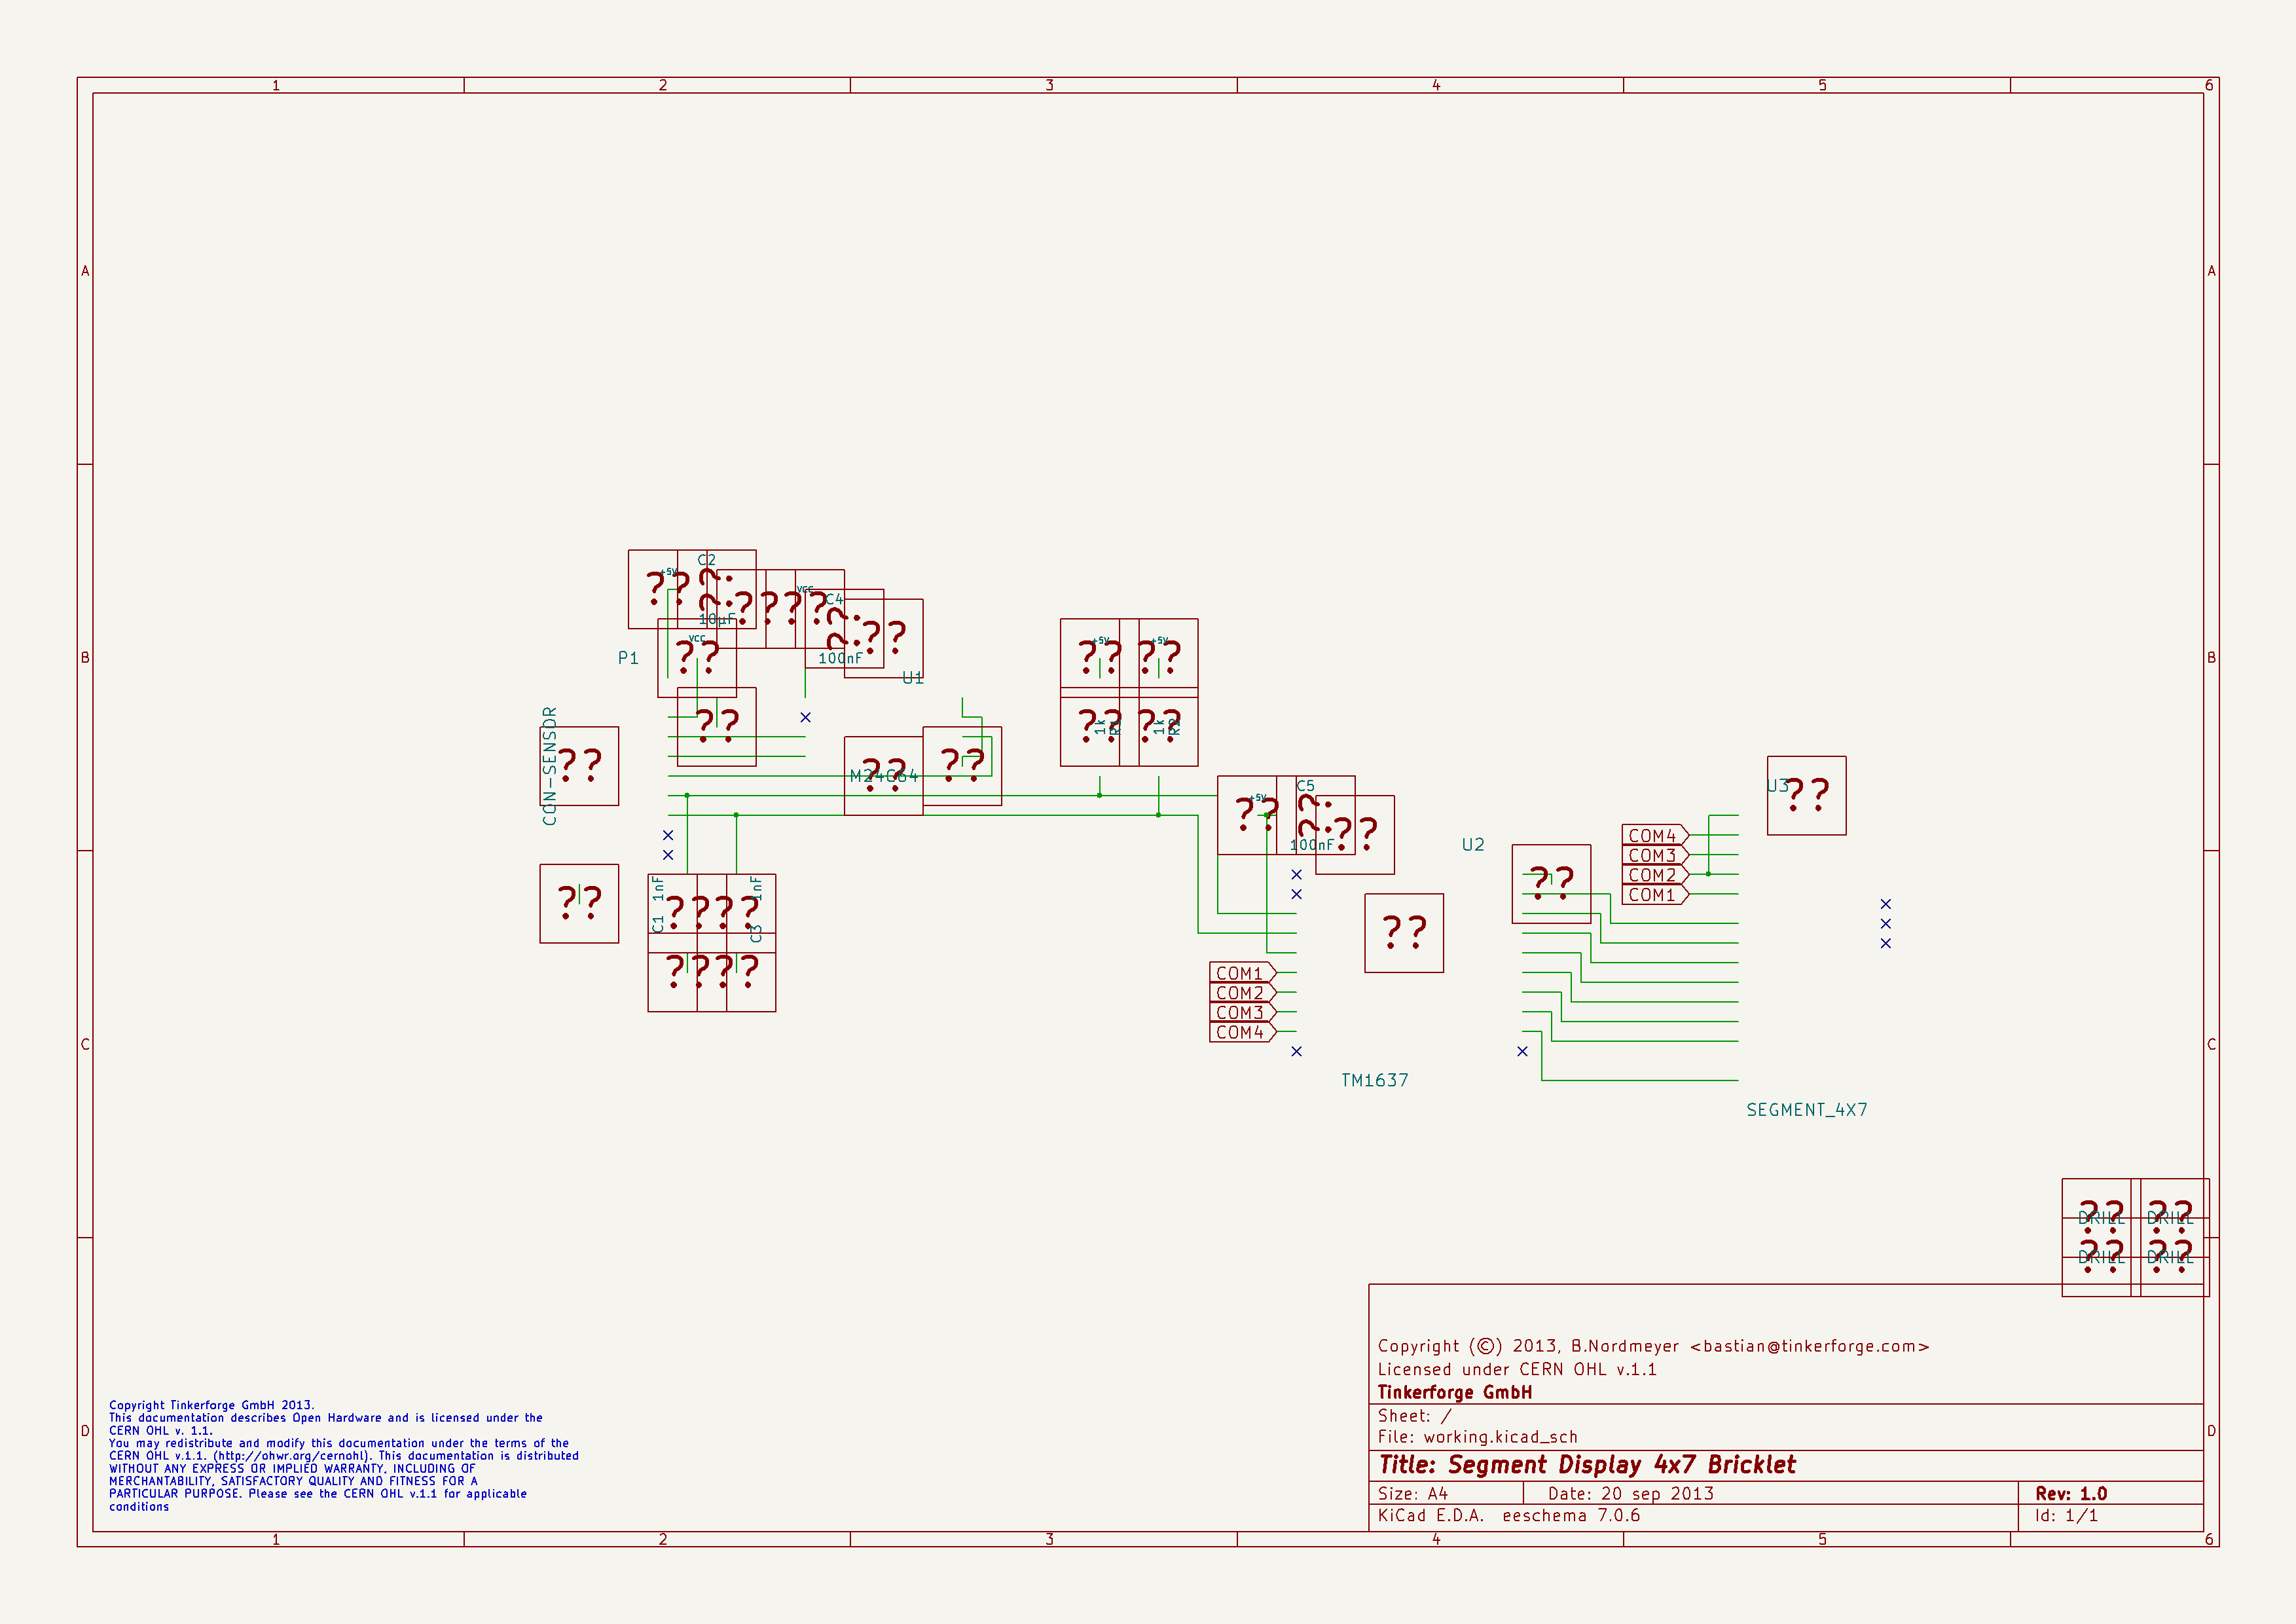 1 2 3 4 5 6
A A
B B
C C
D D
C2
+5V
?? ?? ??
10µF
VCC
C4
?? ?? ??
100nF
VCC
??
P1
U1
??
CON-SENSOR
??
M24C64
?? ??
+5V +5V
?? ??
?? ??
1k 1k
R1 R2
C5
+5V
?? ?? ??
100nF
U2
U3
??
COM4
COM3
COM2
COM1
??
??
??
1nF 1nF
C1 C3
?? ??
?? ??
COM1
COM2
COM3
COM4
TM1637
SEGMENT_4X7
?? ??
DRILL DRILL
?? ??
DRILL DRILL
Copyright Tinkerforge GmbH 2013.
This documentation describes Open Hardware and is licensed under the
CERN OHL v. 1.1.
You may redistribute and modify this documentation under the terms of the
CERN OHL v.1.1. (http://ohwr.org/cernohl). This documentation is distributed
WITHOUT ANY EXPRESS OR IMPLIED WARRANTY, INCLUDING OF
MERCHANTABILITY, SATISFACTORY QUALITY AND FITNESS FOR A
PARTICULAR PURPOSE. Please see the CERN OHL v.1.1 for applicable
conditions
Copyright (©) 2013, B.Nordmeyer <bastian@tinkerforge.com>
Licensed under CERN OHL v.1.1
Tinkerforge GmbH
Sheet: /
File: working.kicad_sch
Title: Segment Display 4x7 Bricklet
Size: A4 Date: 20 sep 2013 Rev: 1.0
KiCad E.D.A. eeschema 7.0.6 Id: 1/1
1 2 3 4 5 6